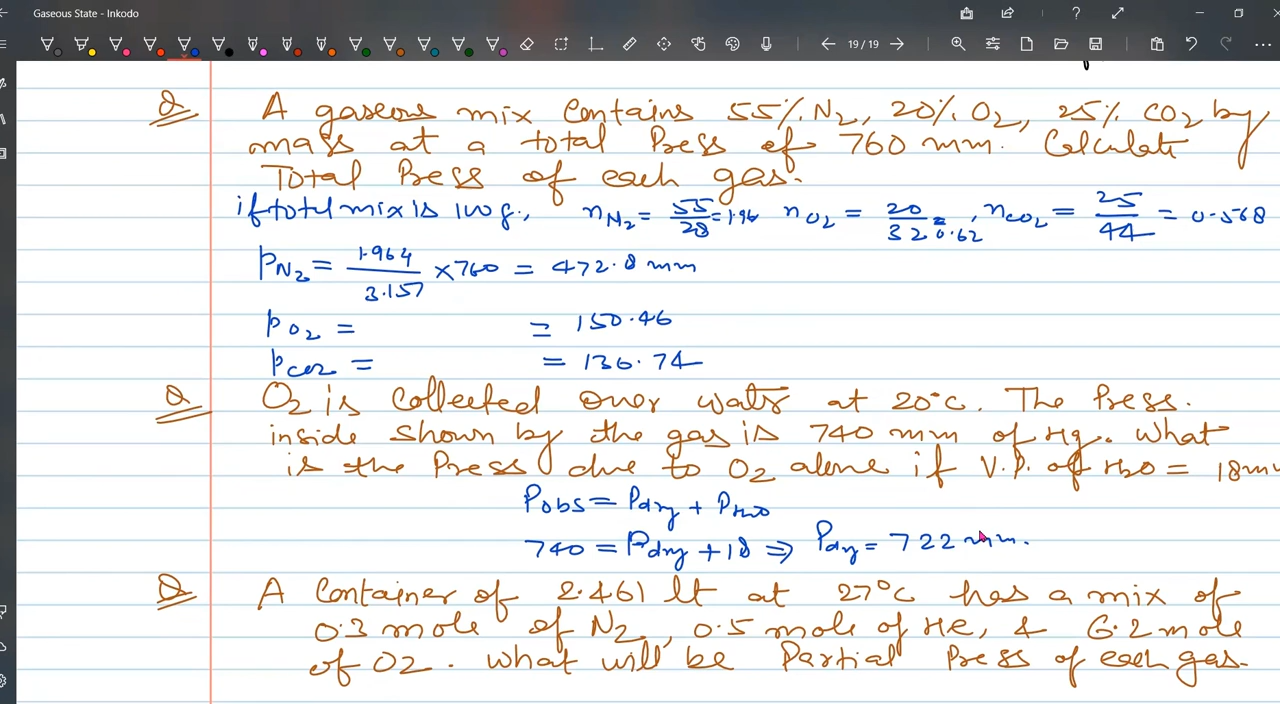 Gaseous State - Inkodo
19/19
Q A gaseous mix contains 55% N2, 20% O2, 25% CO2 by
mass at a total Press of 760 mm. Calculate
Total Press of each gas.
if total mix is 100 g., nN2 = 55/28 = 1.96 nO2 = 20/32 = 0.62, nCO2 = 25/44 = 0.568
PN2 = 1.964/3.157 × 760 = 472.8 mm
PO2 = = 150.46
PCO2 = = 136.74
Q O2 is collected over water at 20°C. The Press.
inside shown by the gas is 740 mm of Hg. What
is the Press due to O2 alone if V.P. of H2O = 18mm
Pobs = Pdry + PH2O
740 = Pdry + 18 ⇒ Pdry = 722 mm.
Q A Container of 2.461 lt at 27°C has a mix of
0.3 mole of N2, 0.5 mole of He, & 6.2 mole
of O2. What will be Partial Press of each gas.